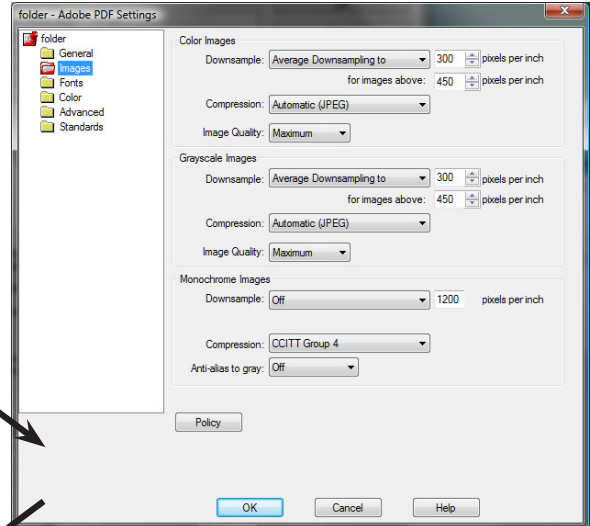 folder - Adobe PDF Settings
folder
General
Images
Fonts
Color
Advanced
Standards
Color Images
Downsample: Average Downsampling to 300 pixels per inch
for images above: 450 pixels per inch
Compression: Automatic (JPEG)
Image Quality: Maximum
Grayscale Images
Downsample: Average Downsampling to 300 pixels per inch
for images above: 450 pixels per inch
Compression: Automatic (JPEG)
Image Quality: Maximum
Monochrome Images
Downsample: Off 1200 pixels per inch
Compression: CCITT Group 4
Anti-alias to gray: Off
Policy
OK Cancel Help